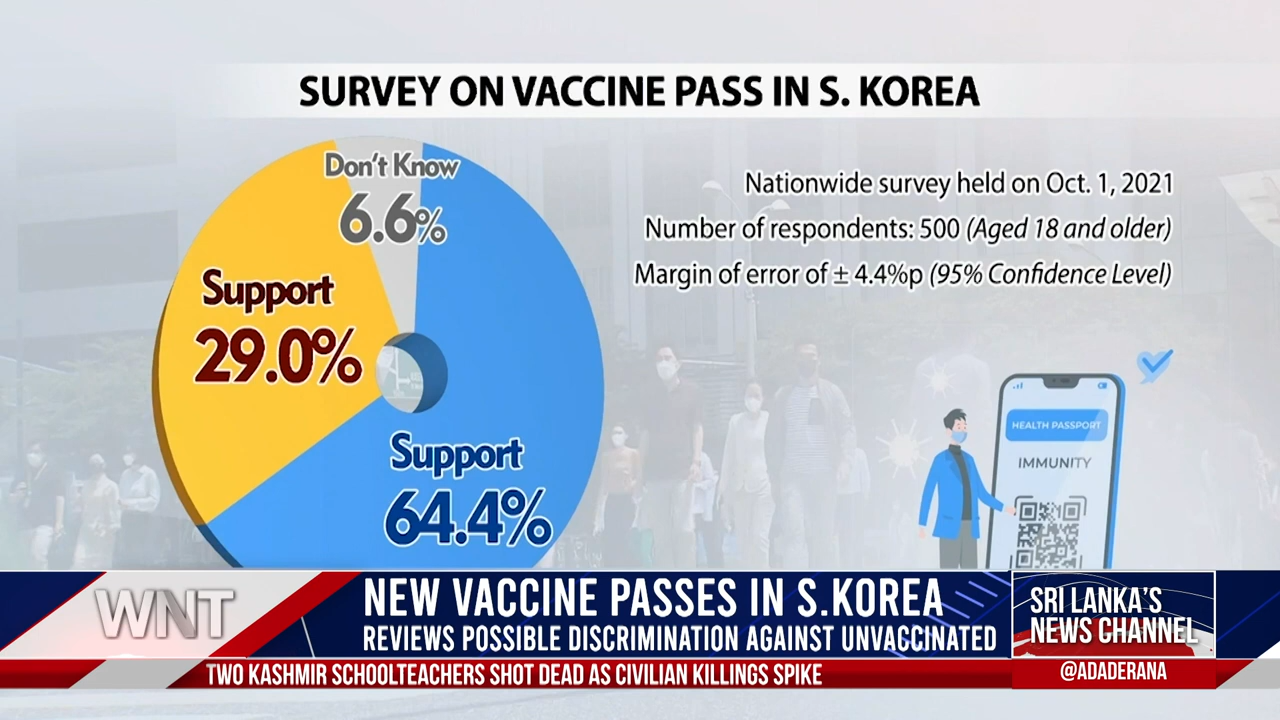 SURVEY ON VACCINE PASS IN S. KOREA
Don't Know
6.6%
Nationwide survey held on Oct. 1, 2021
Number of respondents: 500 (Aged 18 and older)
Margin of error of ± 4.4%p (95% Confidence Level)
Support
29.0%
Support
64.4%
HEALTH PASSPORT
IMMUNITY
WNT
NEW VACCINE PASSES IN S.KOREA
REVIEWS POSSIBLE DISCRIMINATION AGAINST UNVACCINATED
SRI LANKA'S
NEWS CHANNEL
TWO KASHMIR SCHOOLTEACHERS SHOT DEAD AS CIVILIAN KILLINGS SPIKE
@ADADERANA